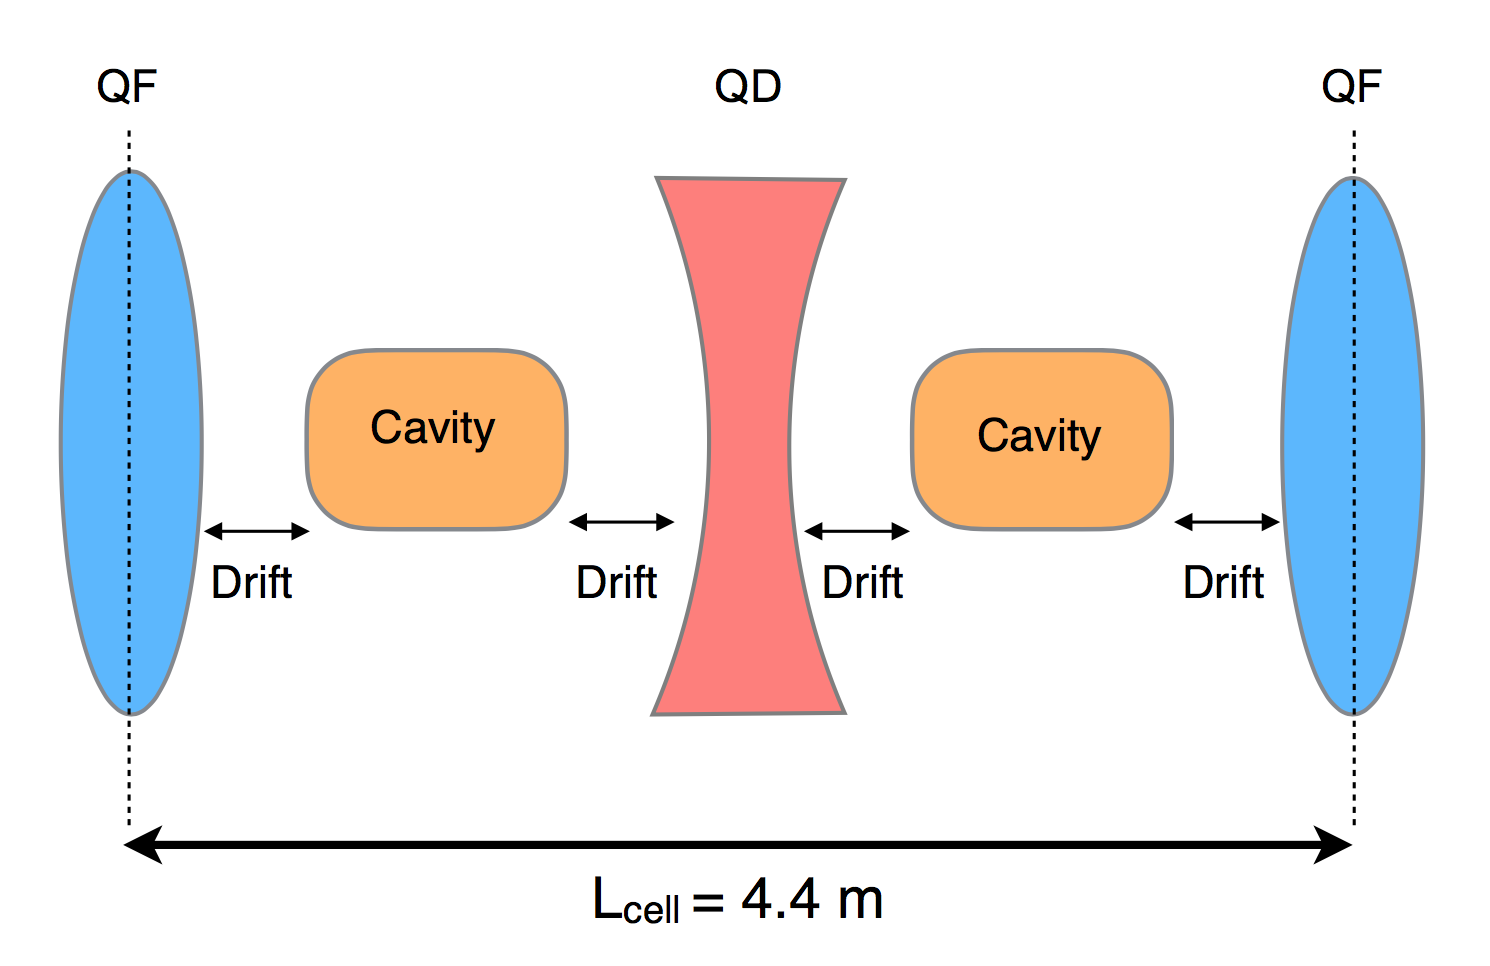 QF QD QF
Cavity Cavity
Drift Drift Drift Drift
Lcell = 4.4 m